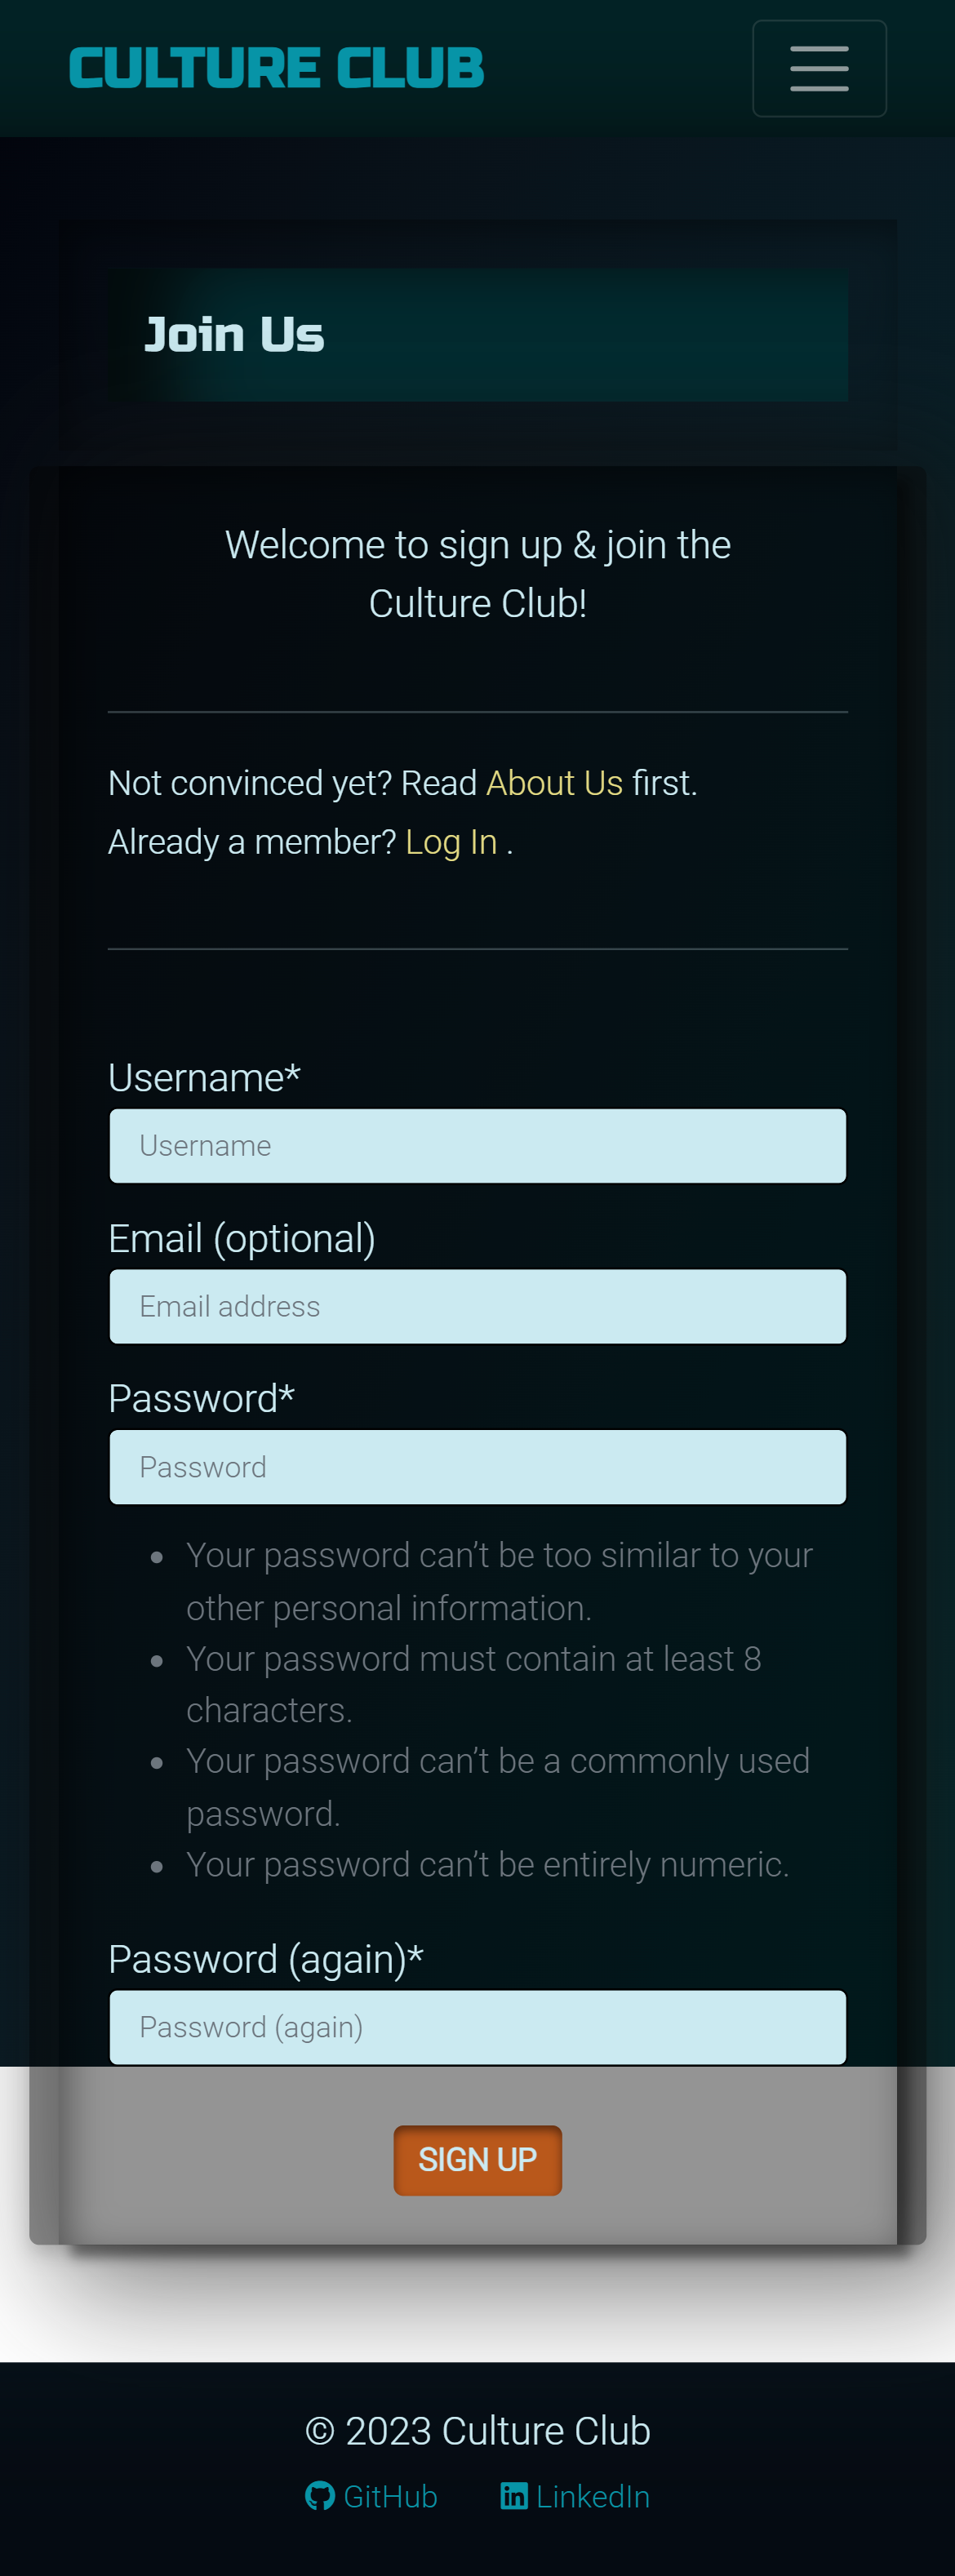 CULTURE CLUB
Join Us
Welcome to sign up & join the
Culture Club!
Not convinced yet? Read About Us first.
Already a member? Log In .
Username*
Username
Email (optional)
Email address
Password*
Password
• Your password can’t be too similar to your
other personal information.
• Your password must contain at least 8
characters.
• Your password can’t be a commonly used
password.
• Your password can’t be entirely numeric.
Password (again)*
Password (again)
SIGN UP
© 2023 Culture Club
GitHub LinkedIn